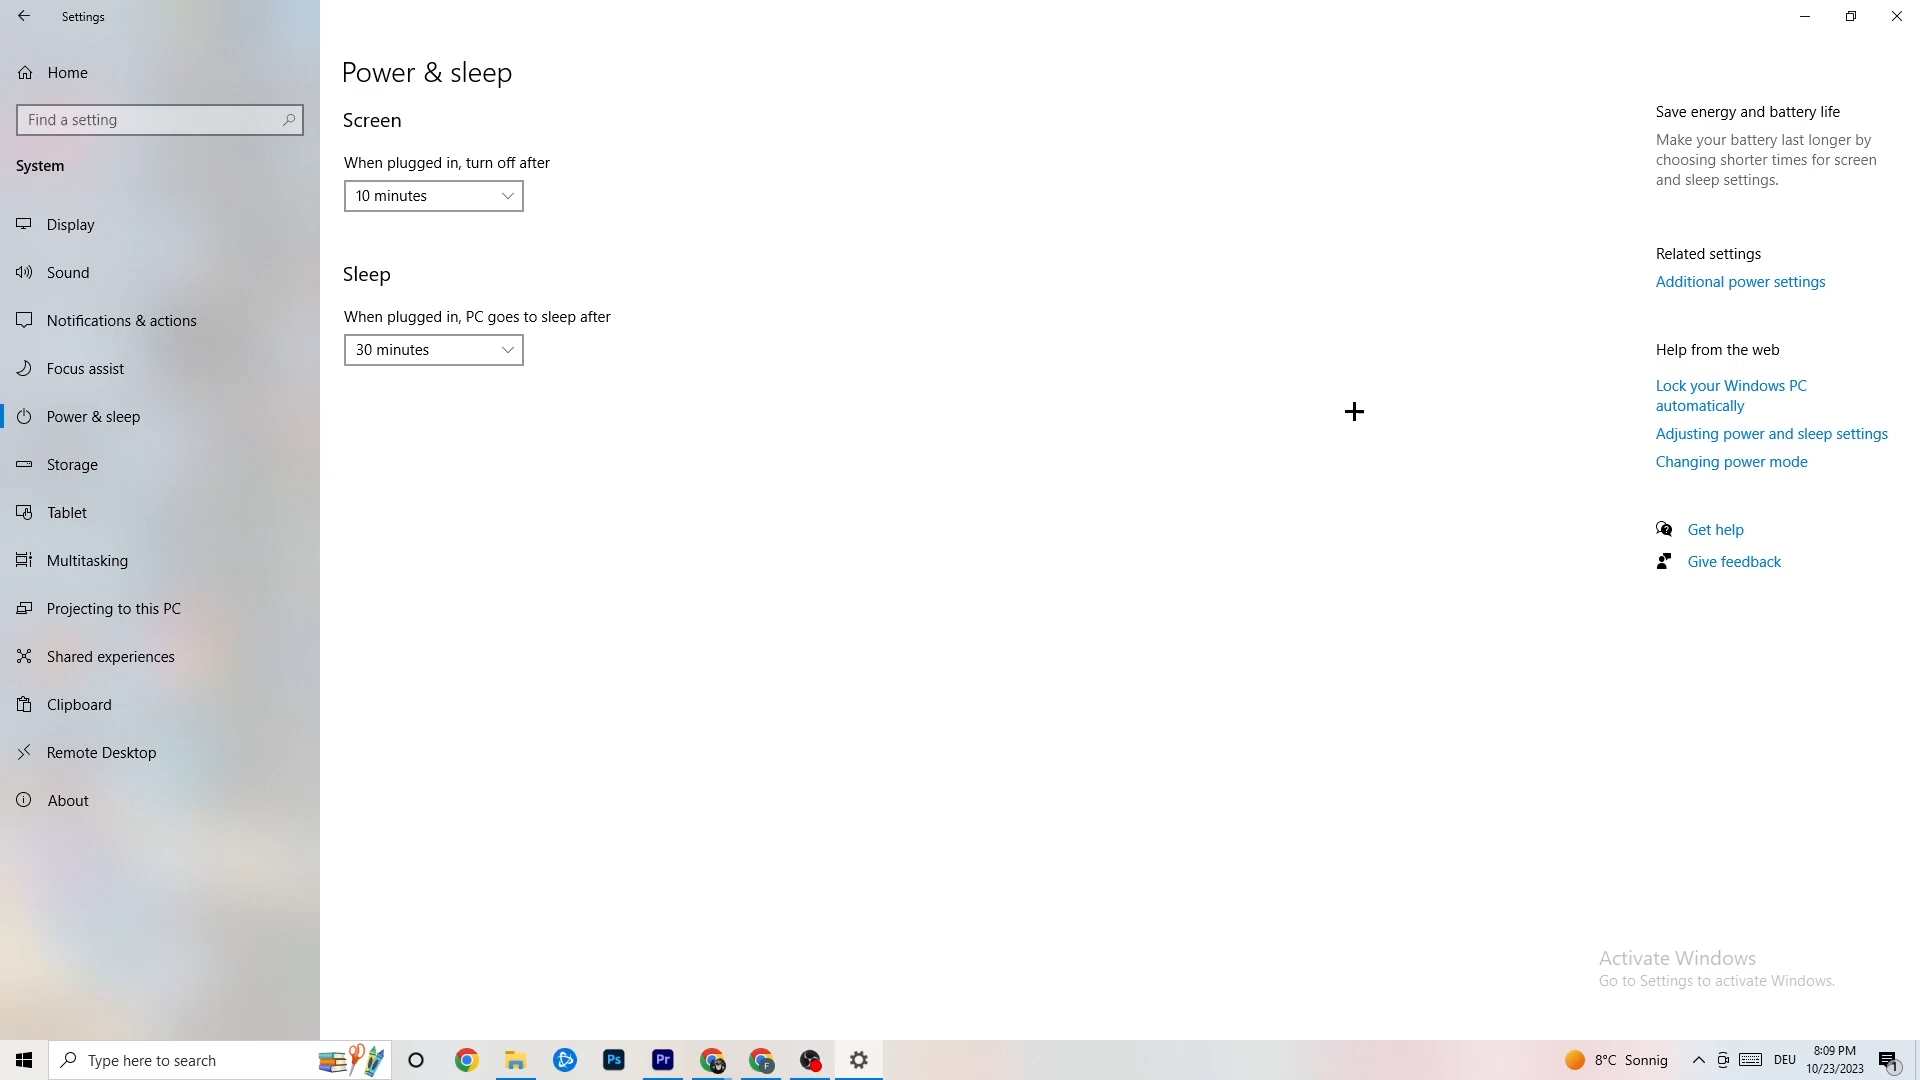 Settings
Home
Find a setting
System
Display
Sound
Notifications & actions
Focus assist
Power & sleep
Storage
Tablet
Multitasking
Projecting to this PC
Shared experiences
Clipboard
Remote Desktop
About
Power & sleep
Screen
When plugged in, turn off after
10 minutes
Sleep
When plugged in, PC goes to sleep after
30 minutes
Save energy and battery life
Make your battery last longer by
choosing shorter times for screen
and sleep settings.
Related settings
Additional power settings
Help from the web
Lock your Windows PC
automatically
Adjusting power and sleep settings
Changing power mode
Get help
Give feedback
Activate Windows
Go to Settings to activate Windows.
Type here to search
Ps
Pr
F
8°C Sonnig
DEU
8:09 PM
10/23/2023
1